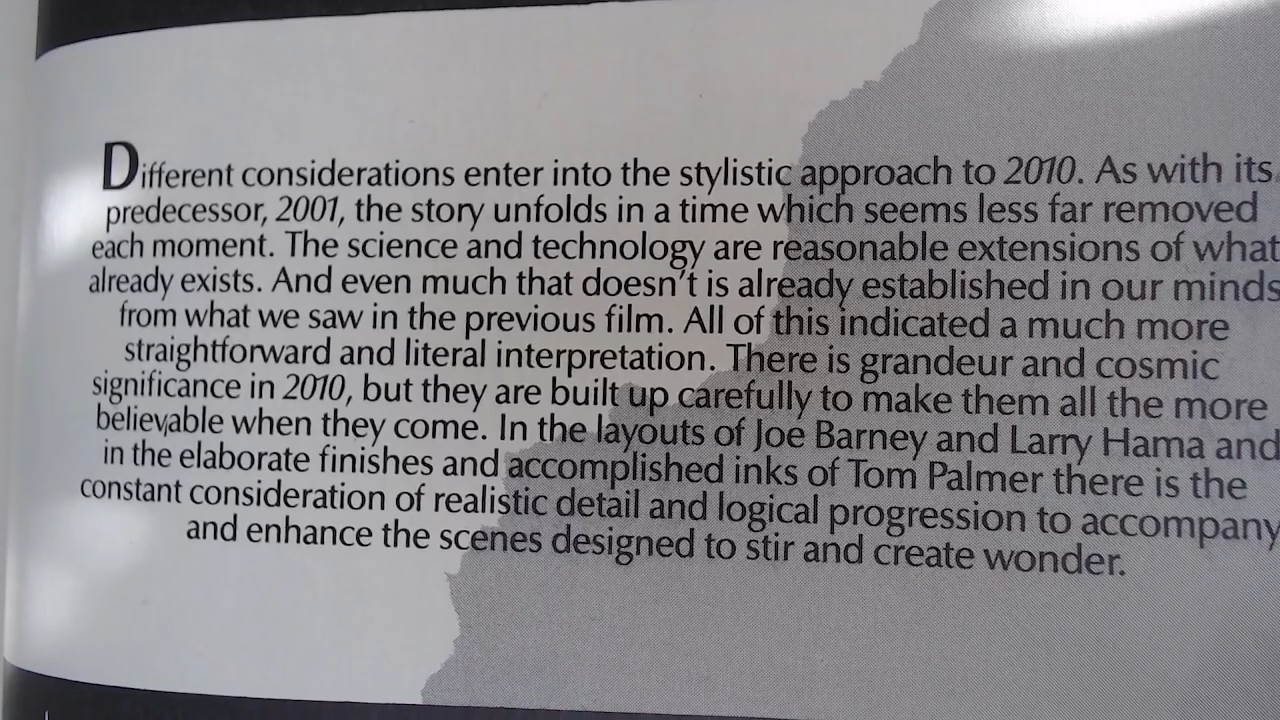 Different considerations enter into the stylistic approach to 2010. As with its
predecessor, 2001, the story unfolds in a time which seems less far removed
each moment. The science and technology are reasonable extensions of what
already exists. And even much that doesn't is already established in our minds
from what we saw in the previous film. All of this indicated a much more
straightforward and literal interpretation. There is grandeur and cosmic
significance in 2010, but they are built up carefully to make them all the more
believable when they come. In the layouts of Joe Barney and Larry Hama and
in the elaborate finishes and accomplished inks of Tom Palmer there is the
constant consideration of realistic detail and logical progression to accompany
and enhance the scenes designed to stir and create wonder.